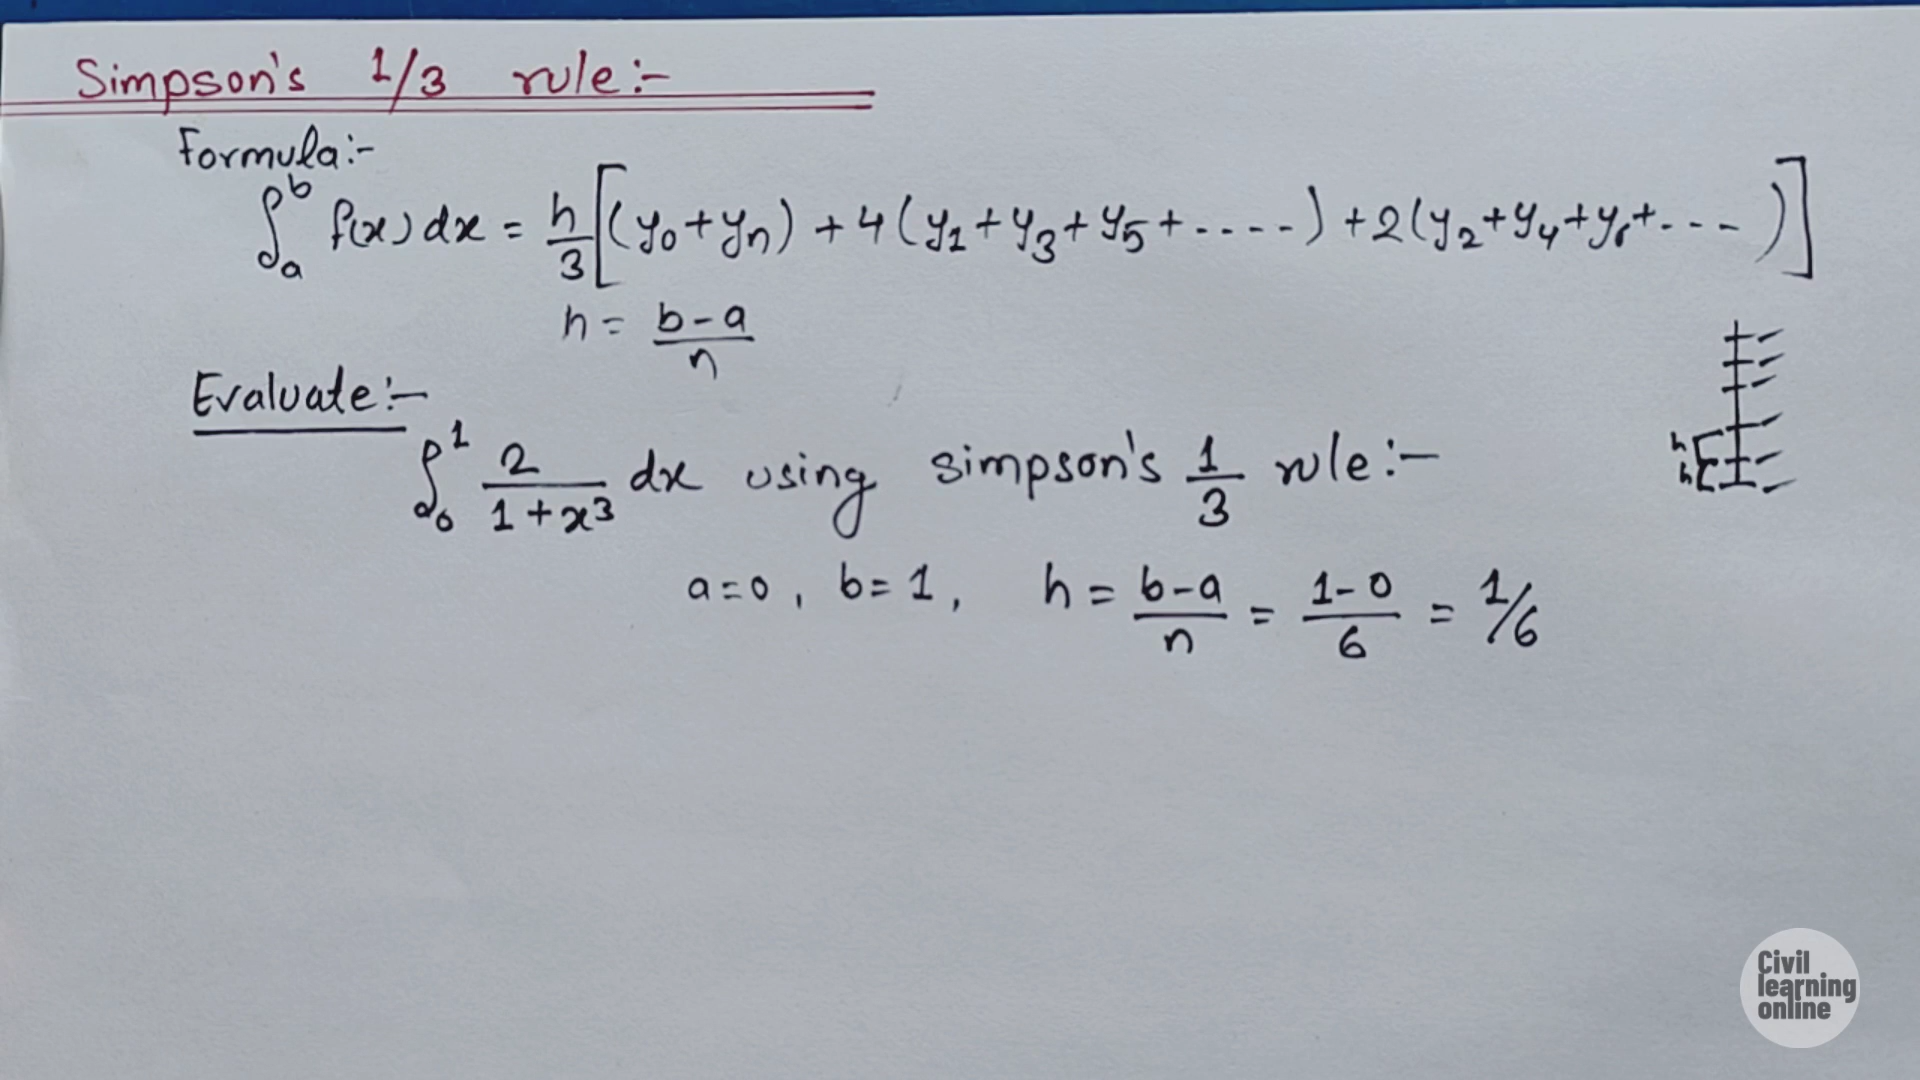 Simpson's 1/3 rule:-
Formula:-
∫_a^b f(x) dx = h/3 [(y₀+yₙ) + 4(y₁+y₃+y₅+.....) + 2(y₂+y₄+y₆+....)]
h = b-a/n
Evaluate:-
∫₀¹ 2/1+x³ dx using simpson's 1/3 rule:-
h
h
a=0, b=1, h = b-a/n = 1-0/6 = 1/6
Civil
learning
online